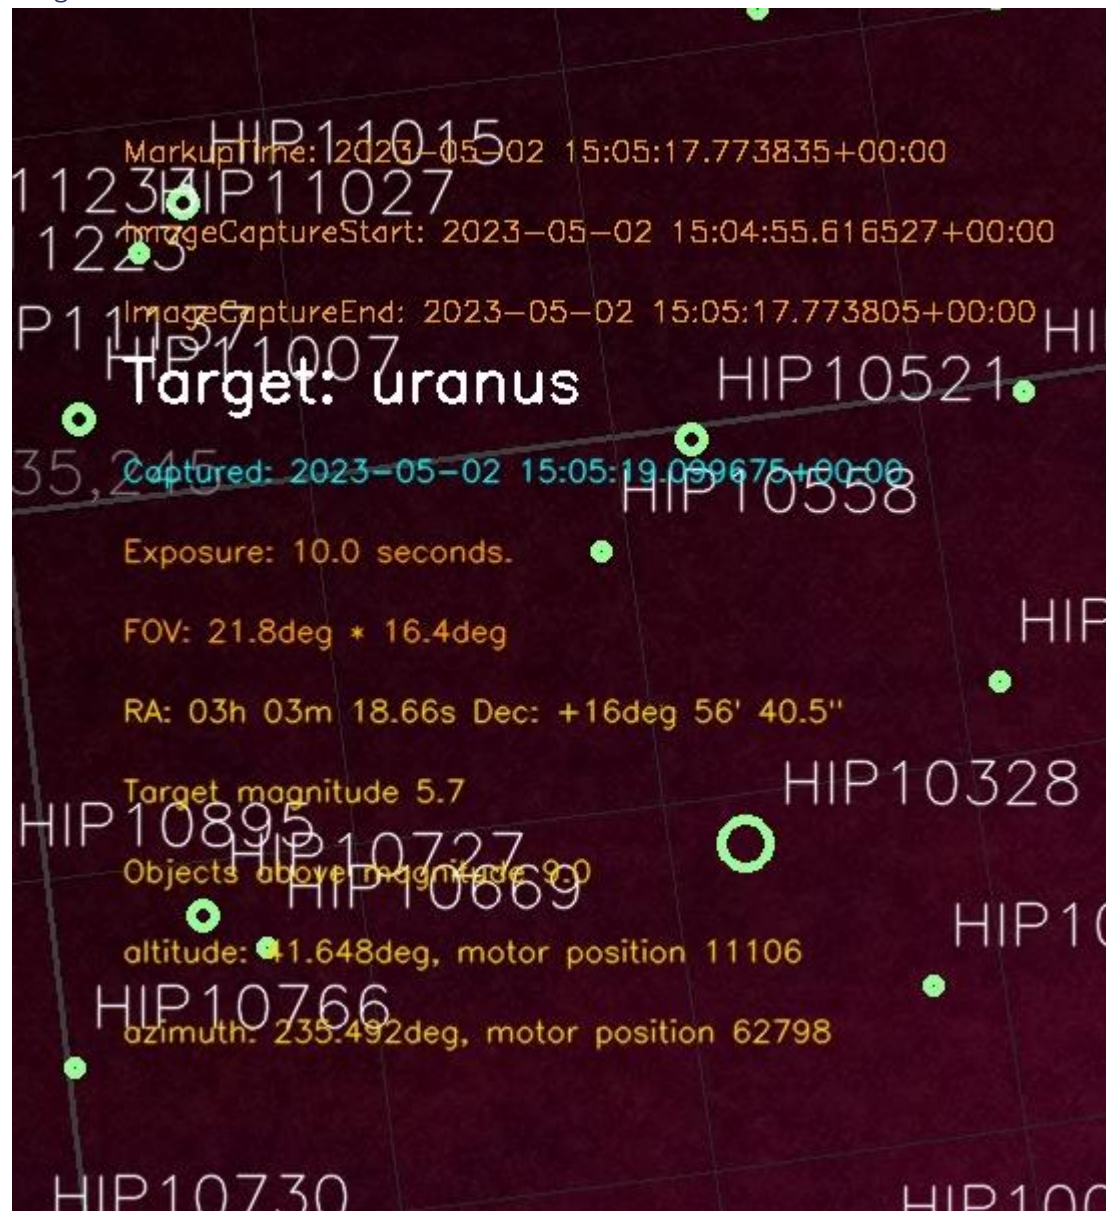 HIP11015
MarkupTime: 2023-05-02 15:05:17.773835+00:00
HIP11027
ImageCaptureStart: 2023-05-02 15:04:55.616527+00:00
ImageCaptureEnd: 2023-05-02 15:05:17.773805+00:00
HIP11007
Target: uranus
HIP10521
Captured: 2023-05-02 15:05:19.099675+00:00
HIP10558
Exposure: 10.0 seconds.
FOV: 21.8deg * 16.4deg
RA: 03h 03m 18.66s Dec: +16deg 56' 40.5"
HIP10328
Target magnitude 5.7
HIP10895
HIP10727
Objects above magnitude 9.0
HIP10669
altitude: 41.648deg, motor position 11106
HIP10766
azimuth: 235.492deg, motor position 62798
HIP10730